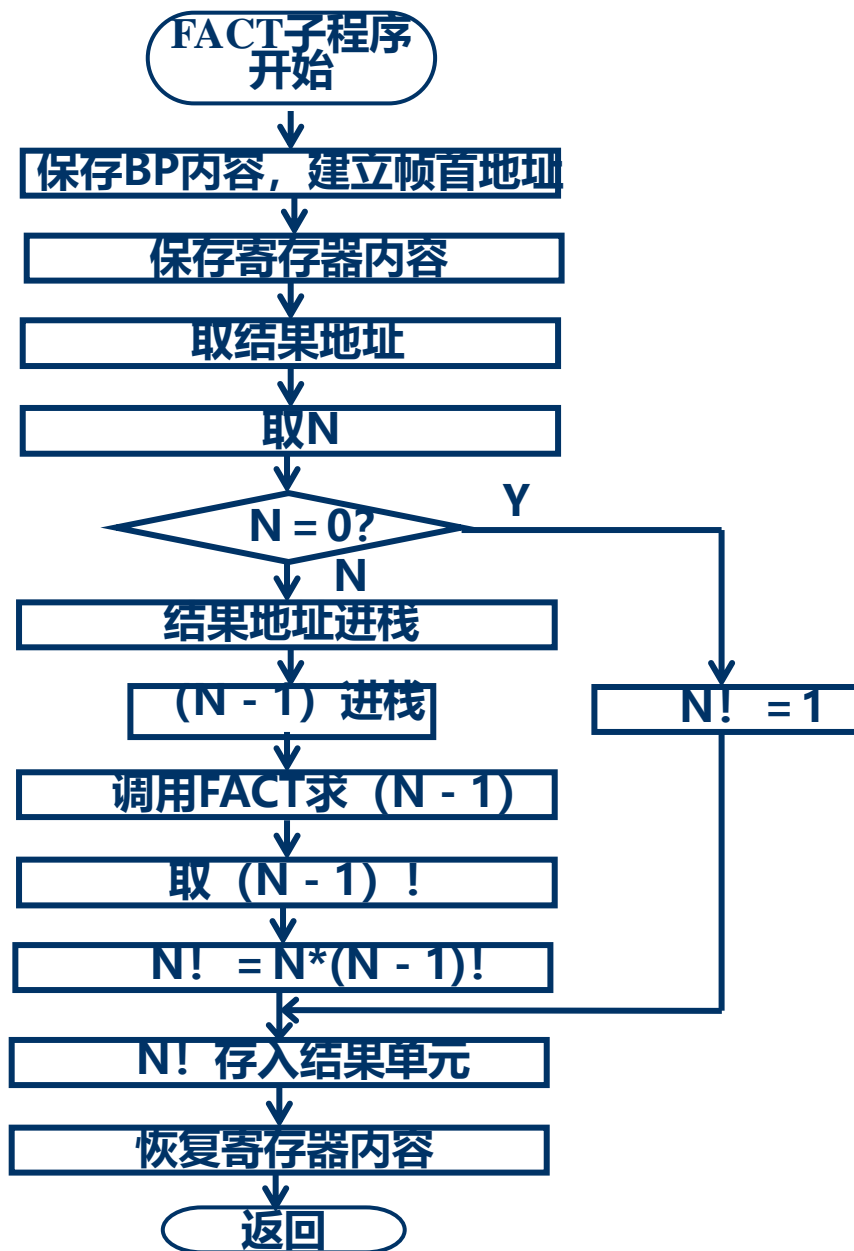 FACT子程序
开始
保存BP内容，建立帧首地址
保存寄存器内容
取结果地址
取N
N = 0?
Y
N
结果地址进栈
（N - 1）进栈
N！ = 1
调用FACT求（N - 1）
取（N - 1）！
N！ = N*(N - 1)！
N！存入结果单元
恢复寄存器内容
返回